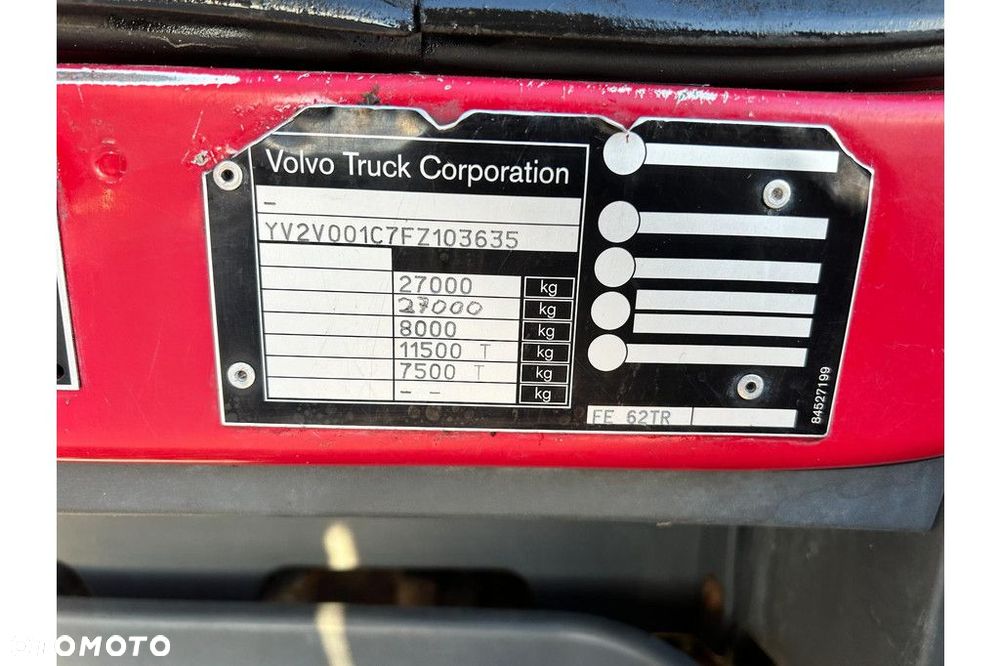 Volvo Truck Corporation
-
YV2V001C7FZ103635
27000 kg
27000 kg
8000 kg
11500 T kg
7500 T kg
- - kg
FE 62TR
84527199
OTOMOTO